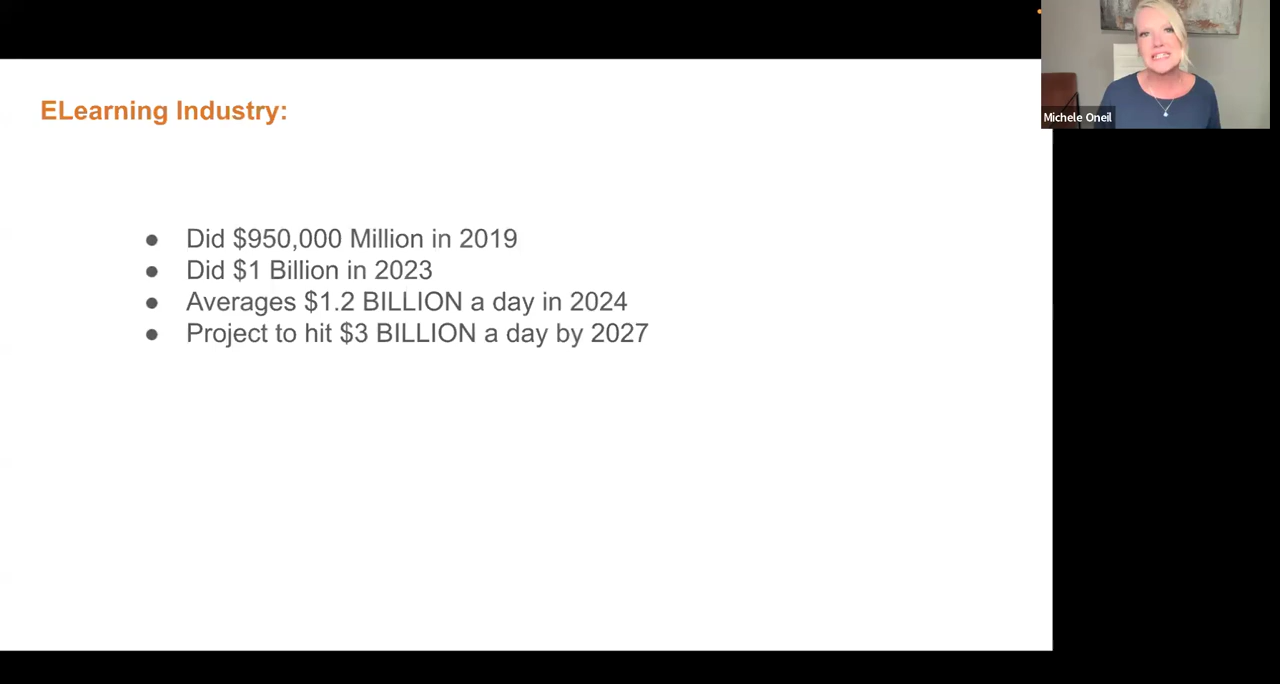 ELearning Industry:
● Did $950,000 Million in 2019
● Did $1 Billion in 2023
● Averages $1.2 BILLION a day in 2024
● Project to hit $3 BILLION a day by 2027
Michele Oneil